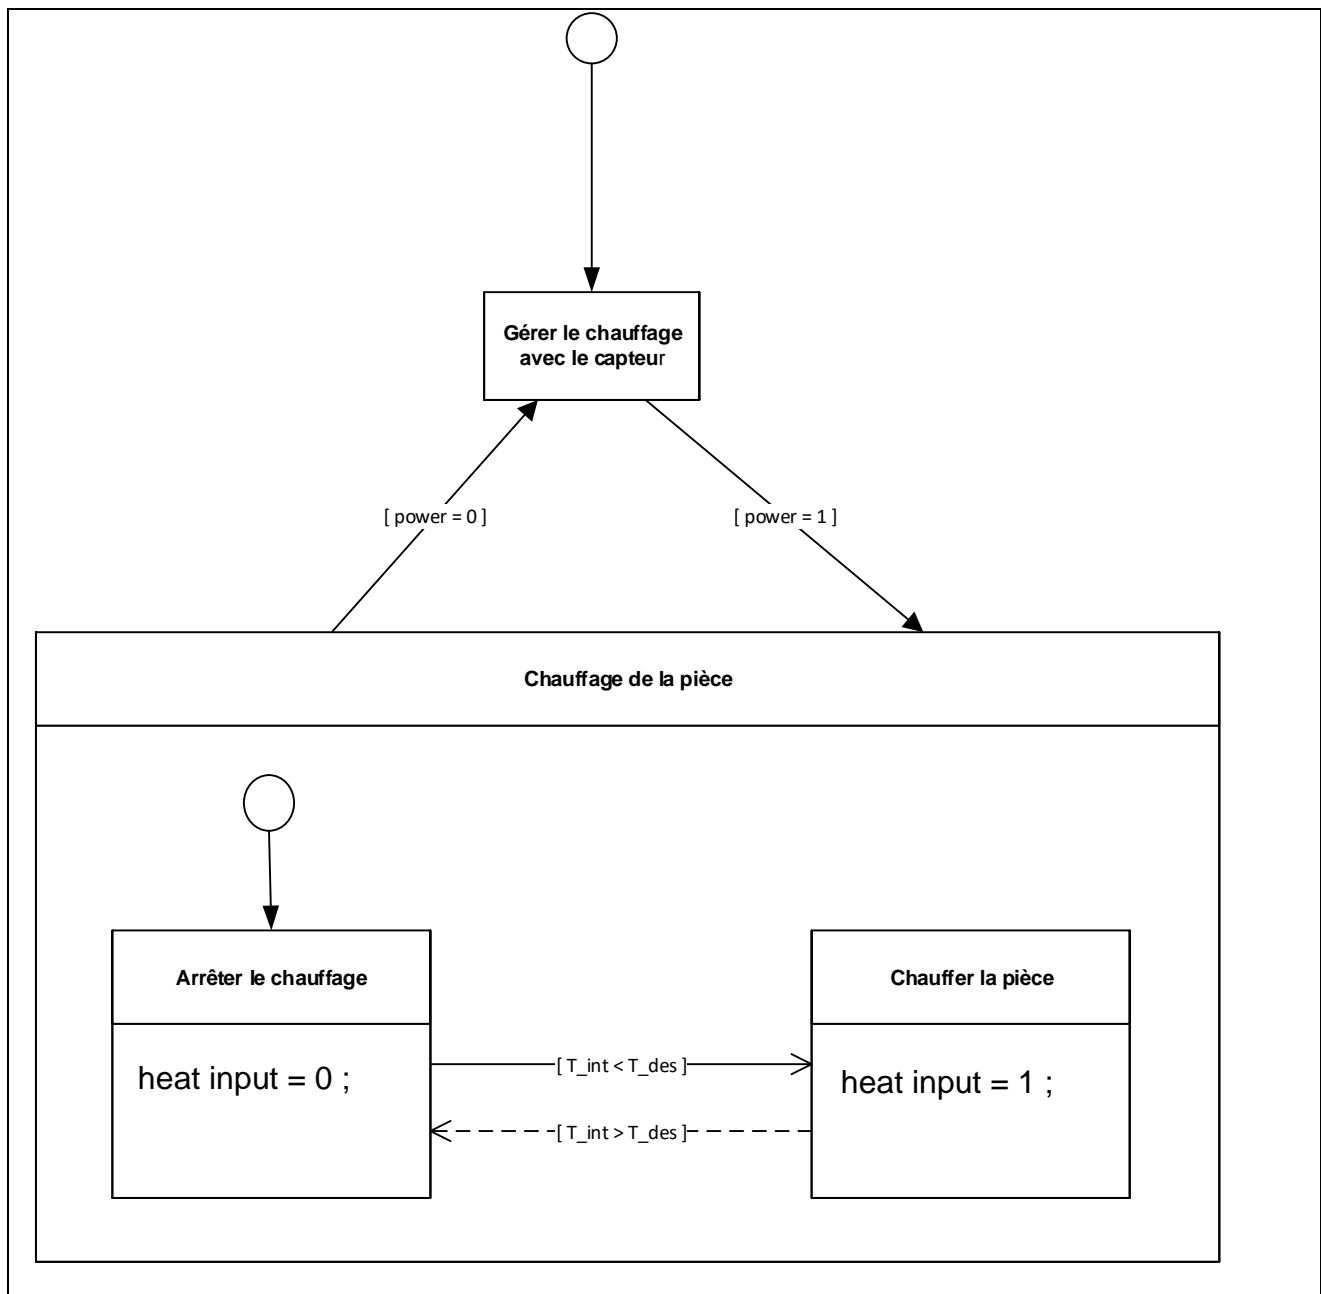 Gérer le chauffage
avec le capteur
[ power = 0 ]
[ power = 1 ]
Chauffage de la pièce
Arrêter le chauffage
Chauffer la pièce
heat input = 0 ;
[ T_int < T_des ]
heat input = 1 ;
[ T_int > T_des ]